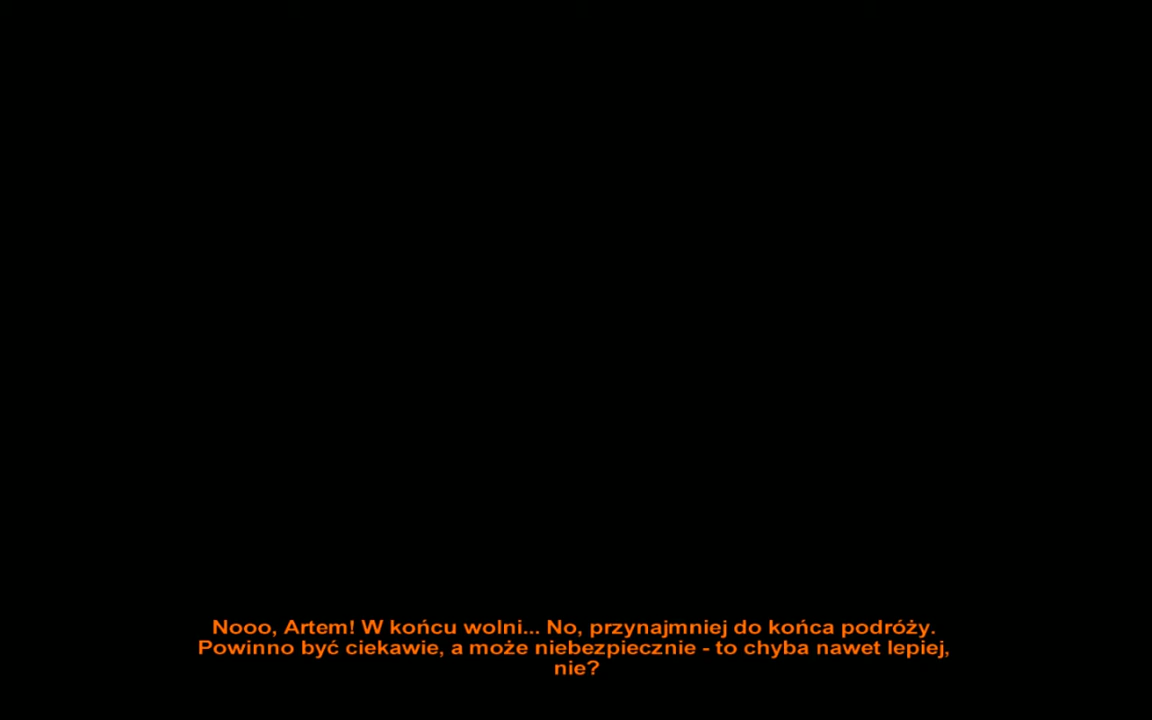 Nooo, Artem! W końcu wolni... No, przynajmniej do końca podróży.
Powinno być ciekawie, a może niebezpiecznie - to chyba nawet lepiej,
nie?